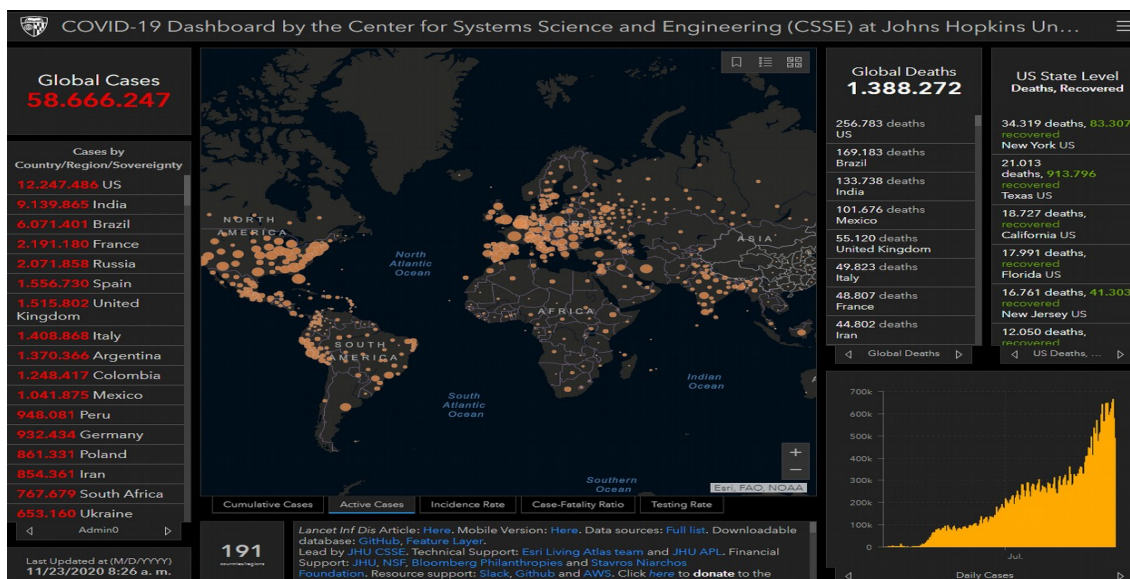 COVID-19 Dashboard by the Center for Systems Science and Engineering (CSSE) at Johns Hopkins Un...
Global Cases
58.666.247
Cases by
Country/Region/Sovereignty
12.247.486 US
9.139.865 India
6.071.401 Brazil
2.191.180 France
2.071.858 Russia
1.556.730 Spain
1.515.802 United
Kingdom
1.408.868 Italy
1.370.366 Argentina
1.248.417 Colombia
1.041.875 Mexico
948.081 Peru
932.434 Germany
861.331 Poland
854.361 Iran
767.679 South Africa
653.160 Ukraine
Admin0
Last Updated at (M/D/YYYY)
11/23/2020 8:26 a. m.
NORTH
AMERICA
North
Atlantic
Ocean
ASIA
AFRICA
SOUTH
AMERICA
Indian
Ocean
South
Atlantic
Ocean
Southern
Ocean
Esri, FAO, NOAA
Cumulative Cases
Active Cases
Incidence Rate
Case-Fatality Ratio
Testing Rate
191
countries/regions
Lancet Inf Dis Article: Here. Mobile Version: Here. Data sources: Full list. Downloadable
database: GitHub, Feature Layer.
Lead by JHU CSSE. Technical Support: Esri Living Atlas team and JHU APL. Financial
Support: JHU, NSF, Bloomberg Philanthropies and Stavros Niarchos
Foundation. Resource support: Slack, Github and AWS. Click here to donate to the
Global Deaths
1.388.272
256.783 deaths
US
169.183 deaths
Brazil
133.738 deaths
India
101.676 deaths
Mexico
55.120 deaths
United Kingdom
49.823 deaths
Italy
48.807 deaths
France
44.802 deaths
Iran
Global Deaths
US State Level
Deaths, Recovered
34.319 deaths, 83.307
recovered
New York US
21.013
deaths, 913.796
recovered
Texas US
18.727 deaths,
recovered
California US
17.991 deaths,
recovered
Florida US
16.761 deaths, 41.303
recovered
New Jersey US
12.050 deaths,
recovered
US Deaths, ...
700k
600k
500k
400k
300k
200k
100k
0
Jul.
Daily Cases